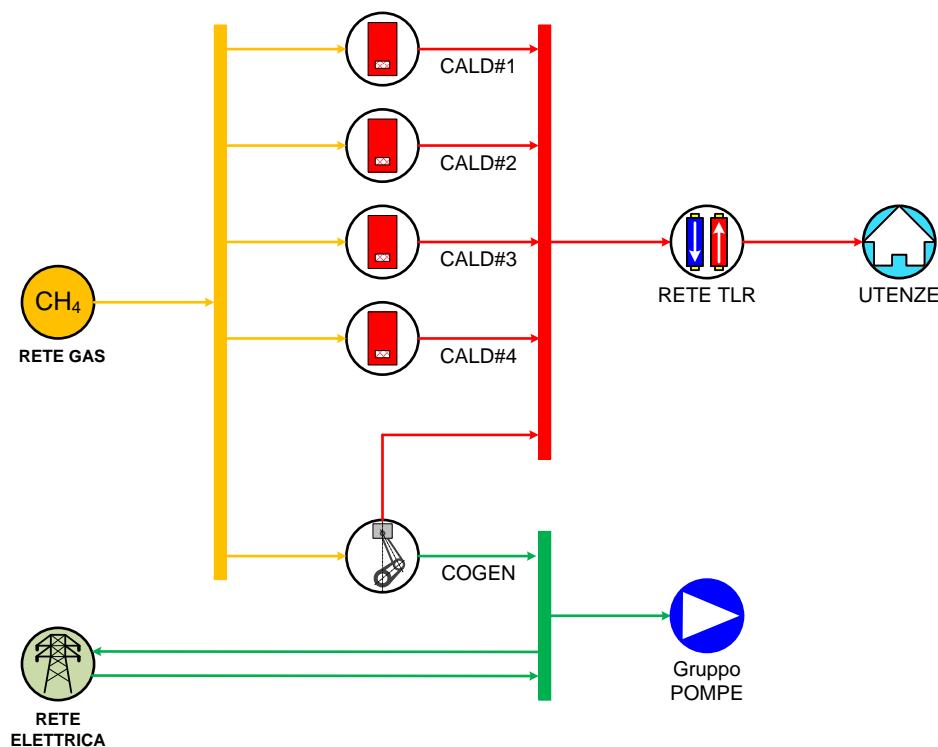 CALD#1
CALD#2
CALD#3
CALD#4
CH₄
RETE GAS
RETE TLR
UTENZE
COGEN
Gruppo
POMPE
RETE
ELETTRICA